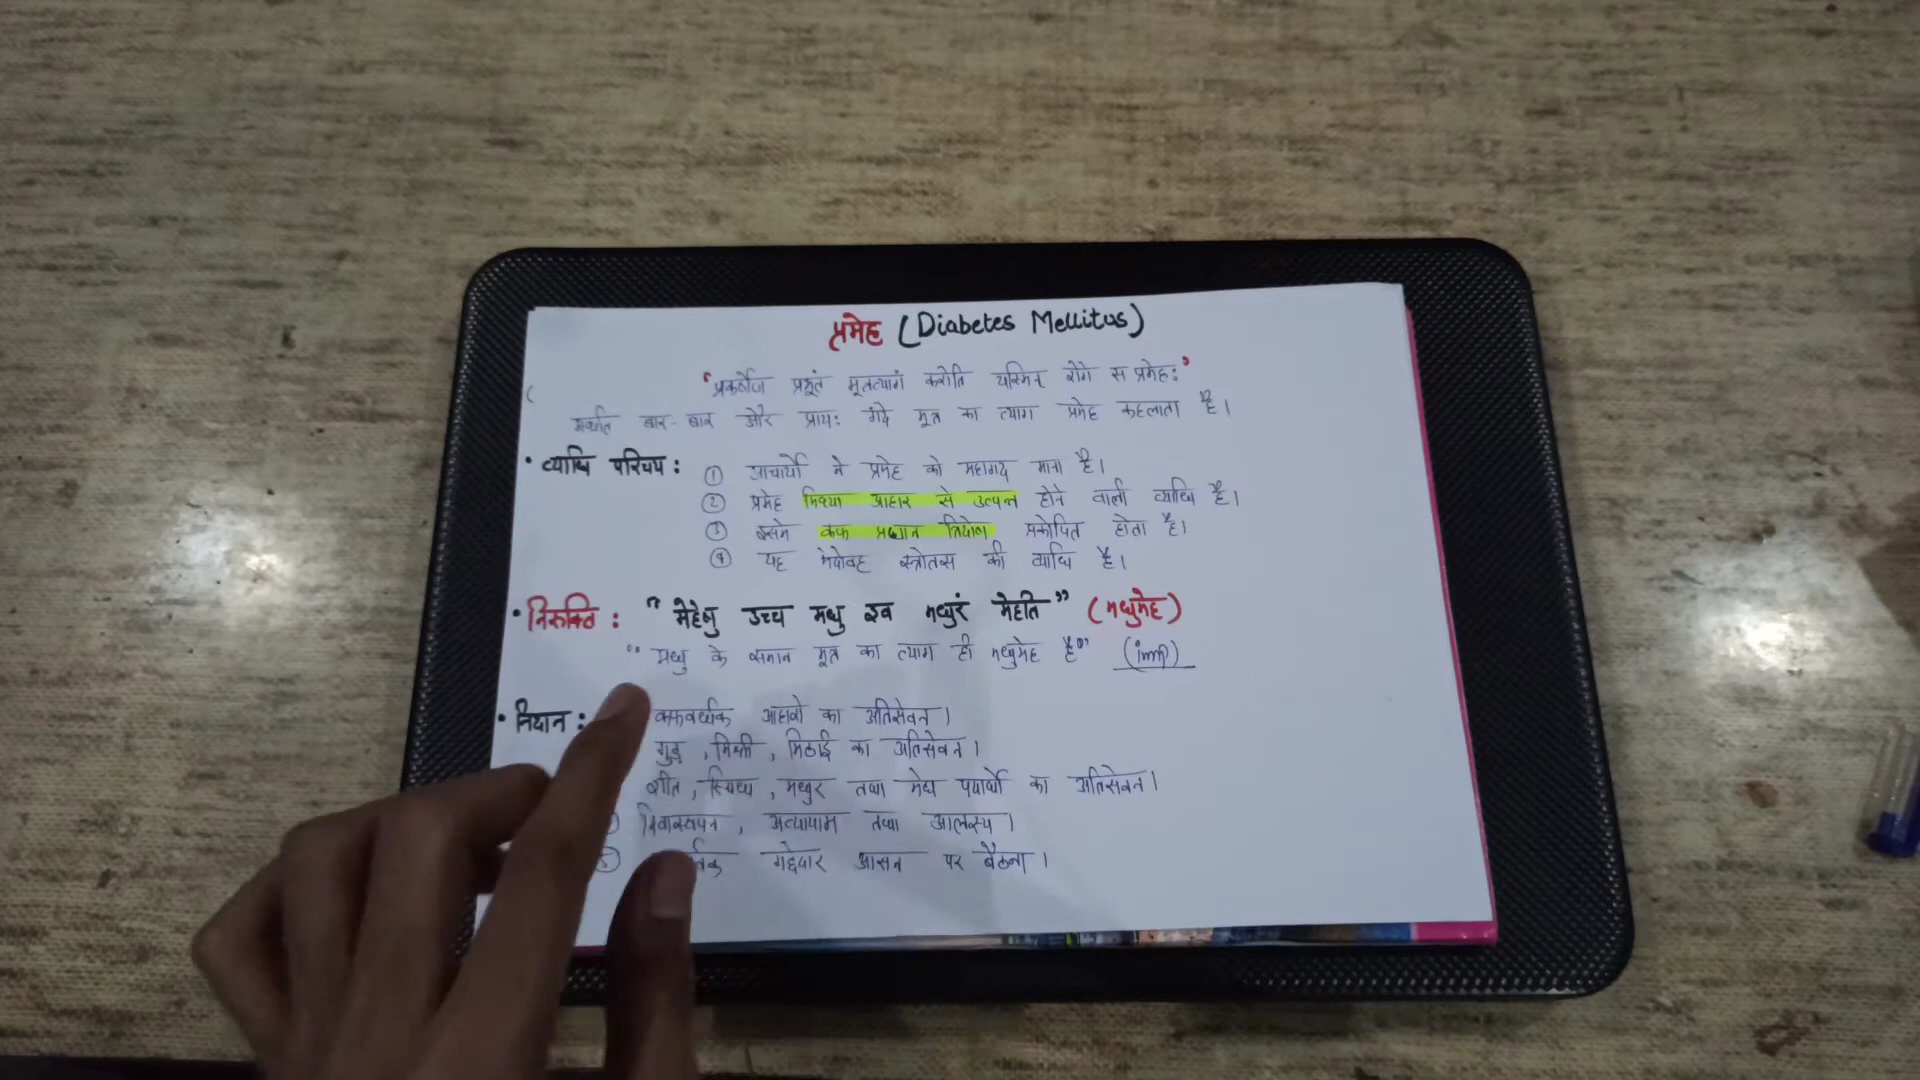 प्रमेह (Diabetes Mellitus)
"प्रकर्षेण प्रभूतं मूत्रत्यागं करोति यस्मिन् रोगे स प्रमेहः"
अर्थात बार-बार और प्रायः गंदे मूत्र का त्याग प्रमेह कहलाता है।
• व्याधि परिचय : ① आचार्यो ने प्रमेह को महागद माना है।
② प्रमेह मिथ्या आहार से उत्पन्न होने वाली व्याधि है।
③ इसमे कफ प्रधान त्रिदोष प्रकोपित होता है।
④ यह मेदोवह स्त्रोतस की व्याधि है।
• निरुक्ति : "मेहेषु उच्च मधु इव मधुरं मेहति" (मधुमेह)
"मधु के समान मूत्र का त्याग ही मधुमेह है" (imp)
• निदान : कफवर्धक आहारो का अतिसेवन।
गुड़, मिश्री, मिठाई का अतिसेवन।
शीत, स्निग्ध, मधुर तथा मेद्य पदार्थो का अतिसेवन।
दिवास्वपन, अव्यायाम तथा आलस्य।
⑤ गद्देदार आसन पर बैठना।